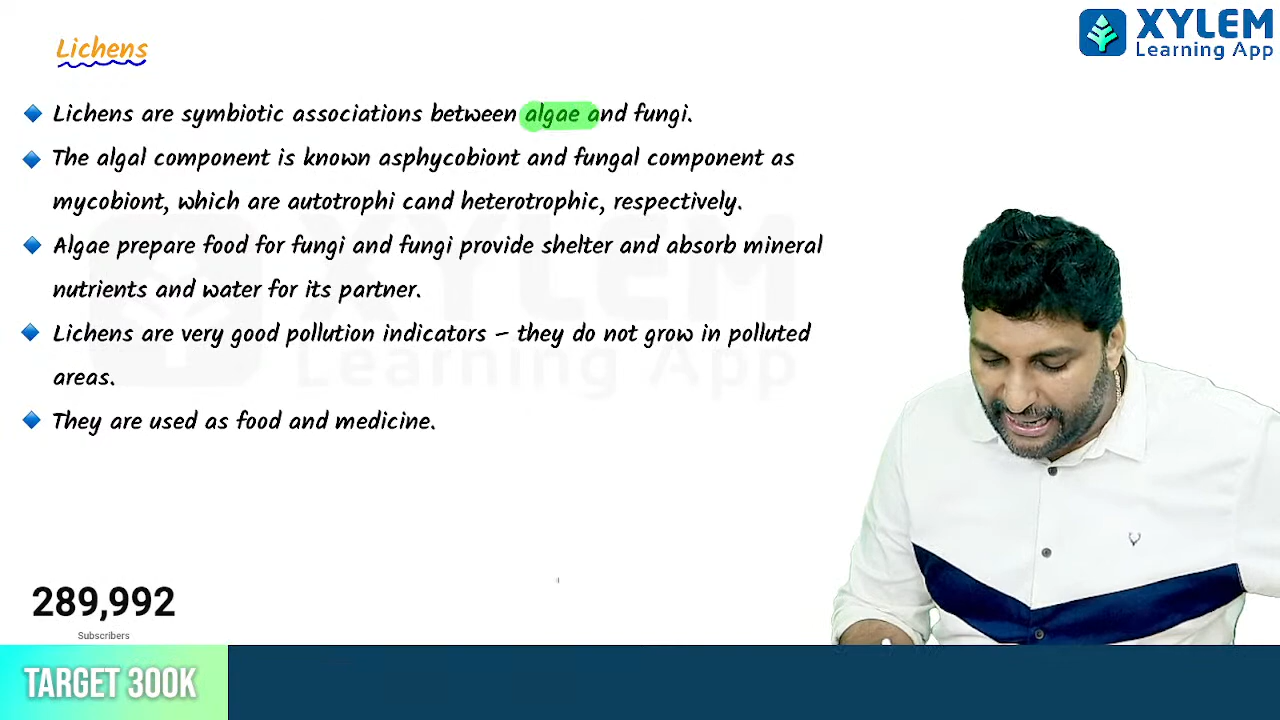 Lichens
XYLEM
Learning App
Lichens are symbiotic associations between algae and fungi.
The algal component is known asphycobiont and fungal component as
mycobiont, which are autotrophi cand heterotrophic, respectively.
Algae prepare food for fungi and fungi provide shelter and absorb mineral
nutrients and water for its partner.
Lichens are very good pollution indicators – they do not grow in polluted
areas.
They are used as food and medicine.
XYLEM
Learning App
289,992
Subscribers
TARGET 300K